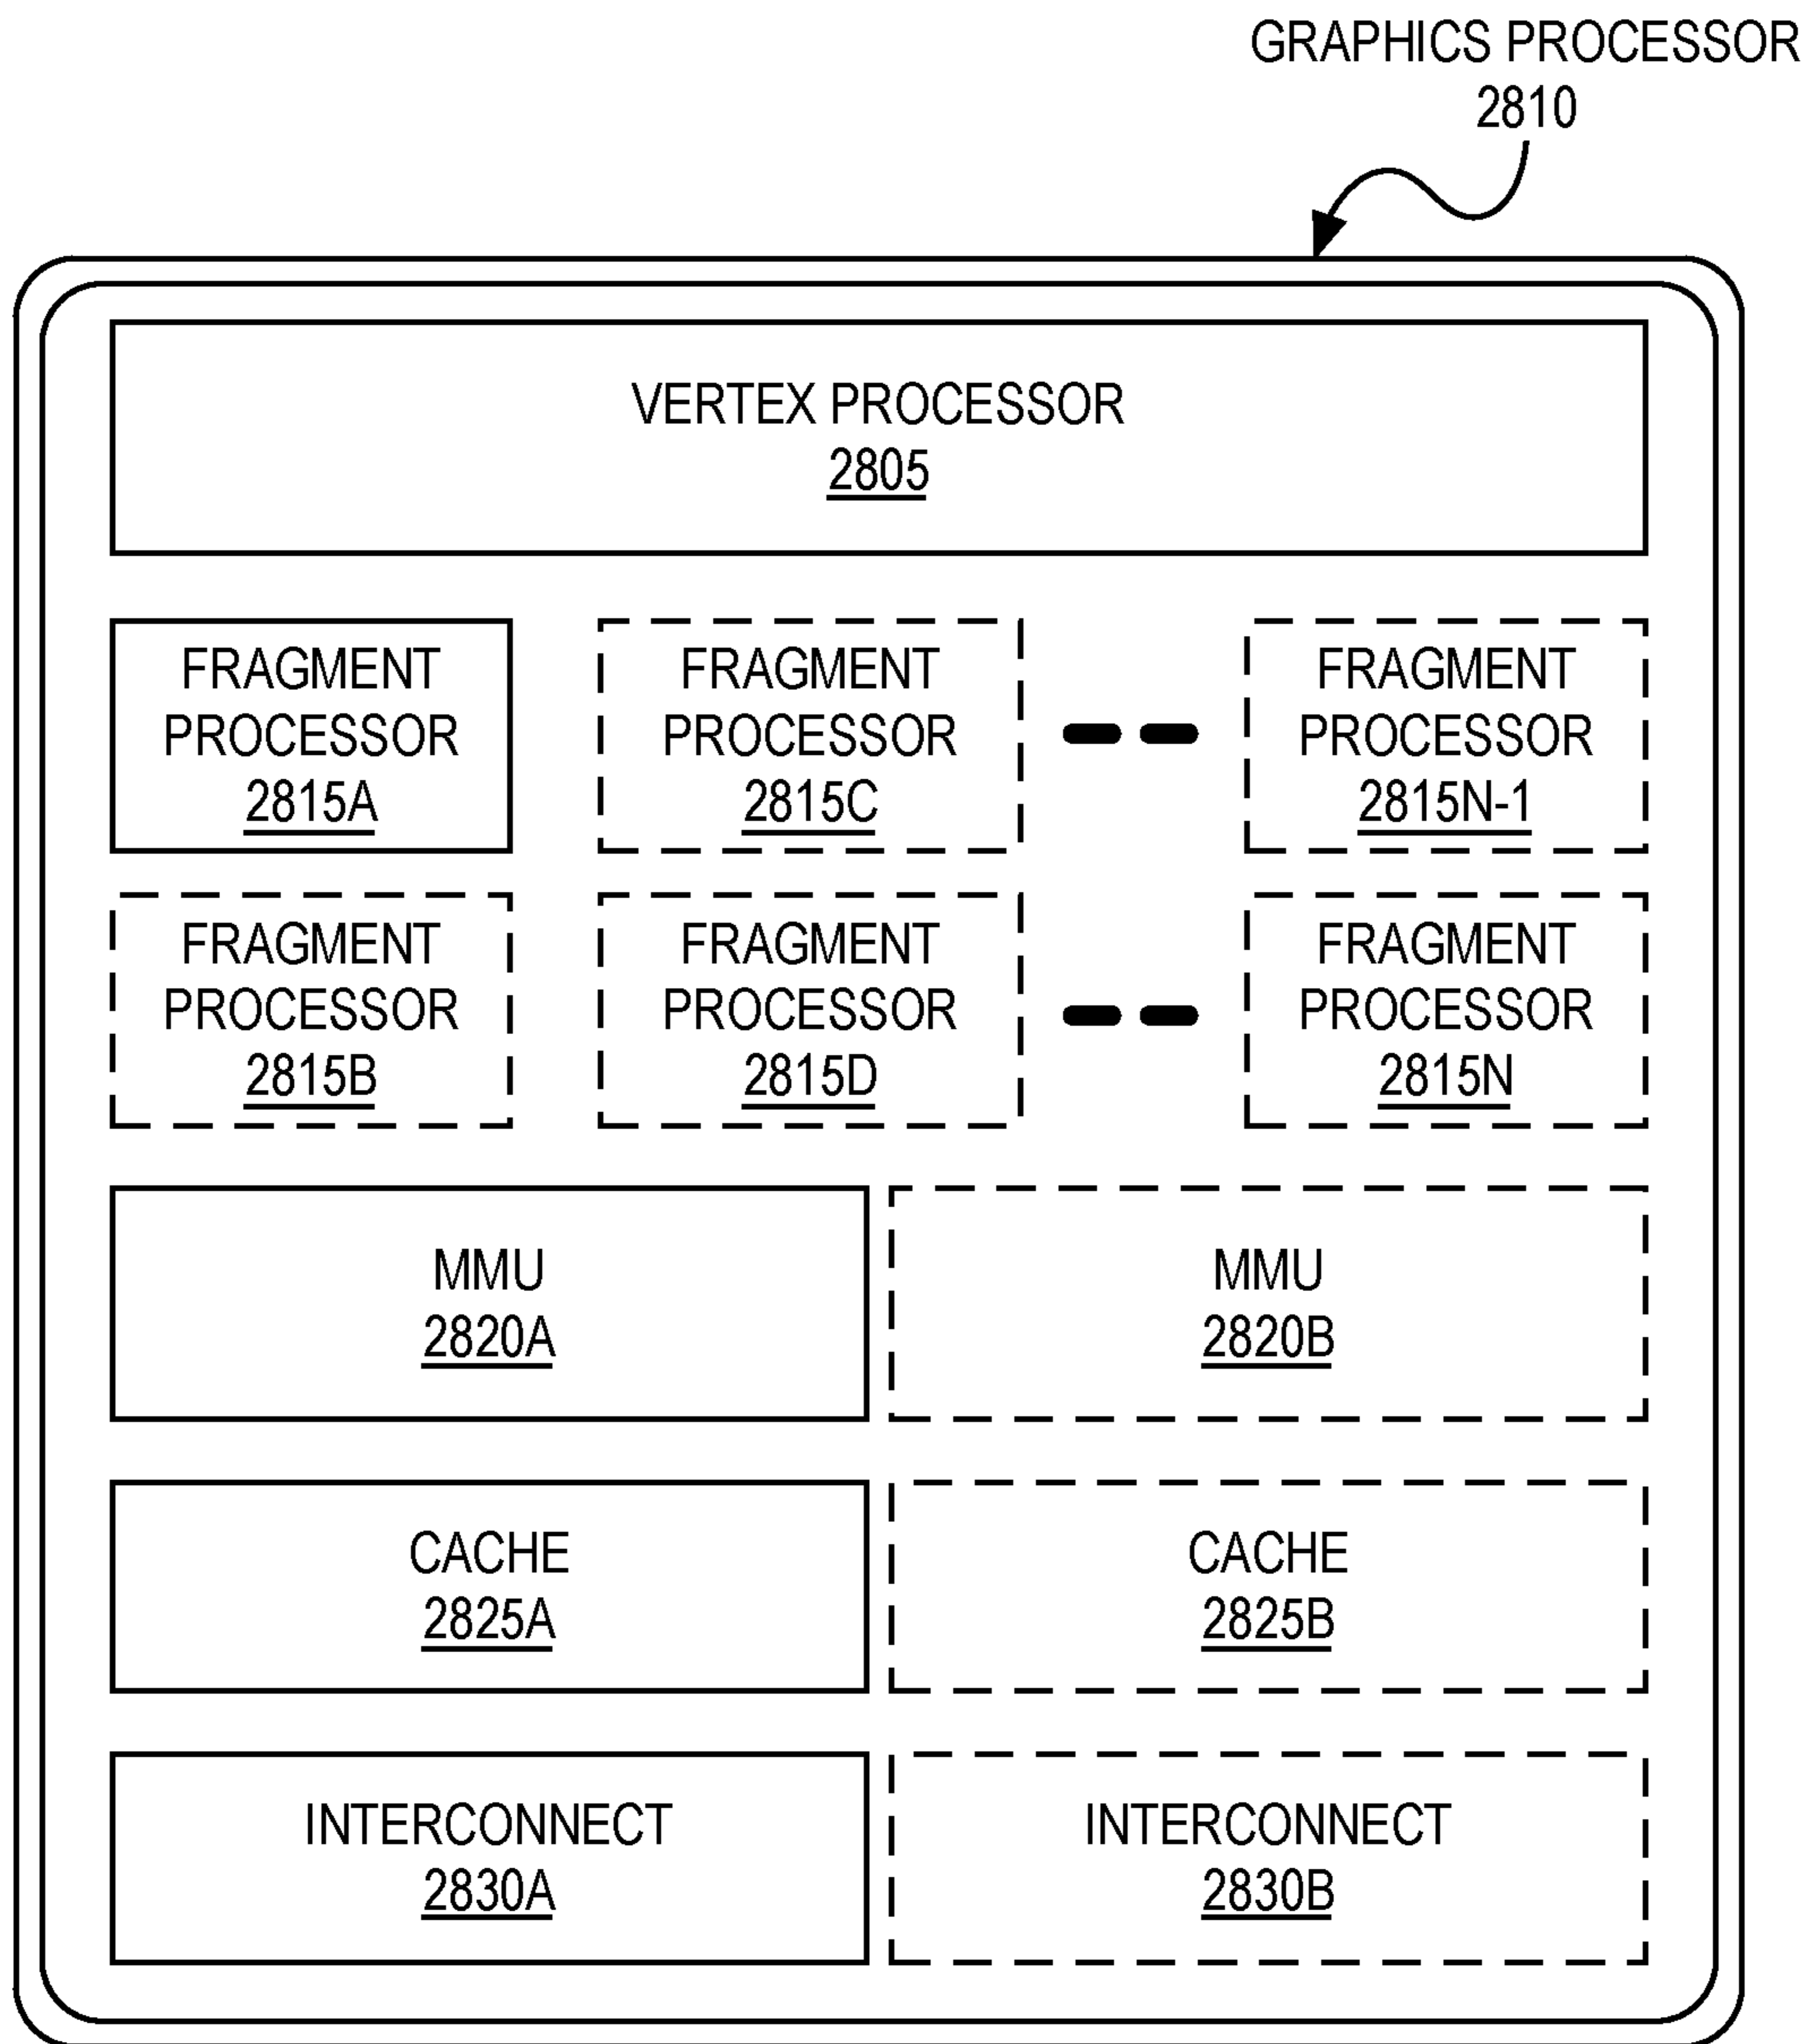 GRAPHICS PROCESSOR
2810
VERTEX PROCESSOR
2805
FRAGMENT
PROCESSOR
2815A
FRAGMENT
PROCESSOR
2815C
FRAGMENT
PROCESSOR
2815N-1
FRAGMENT
PROCESSOR
2815B
FRAGMENT
PROCESSOR
2815D
FRAGMENT
PROCESSOR
2815N
MMU
2820A
MMU
2820B
CACHE
2825A
CACHE
2825B
INTERCONNECT
2830A
INTERCONNECT
2830B